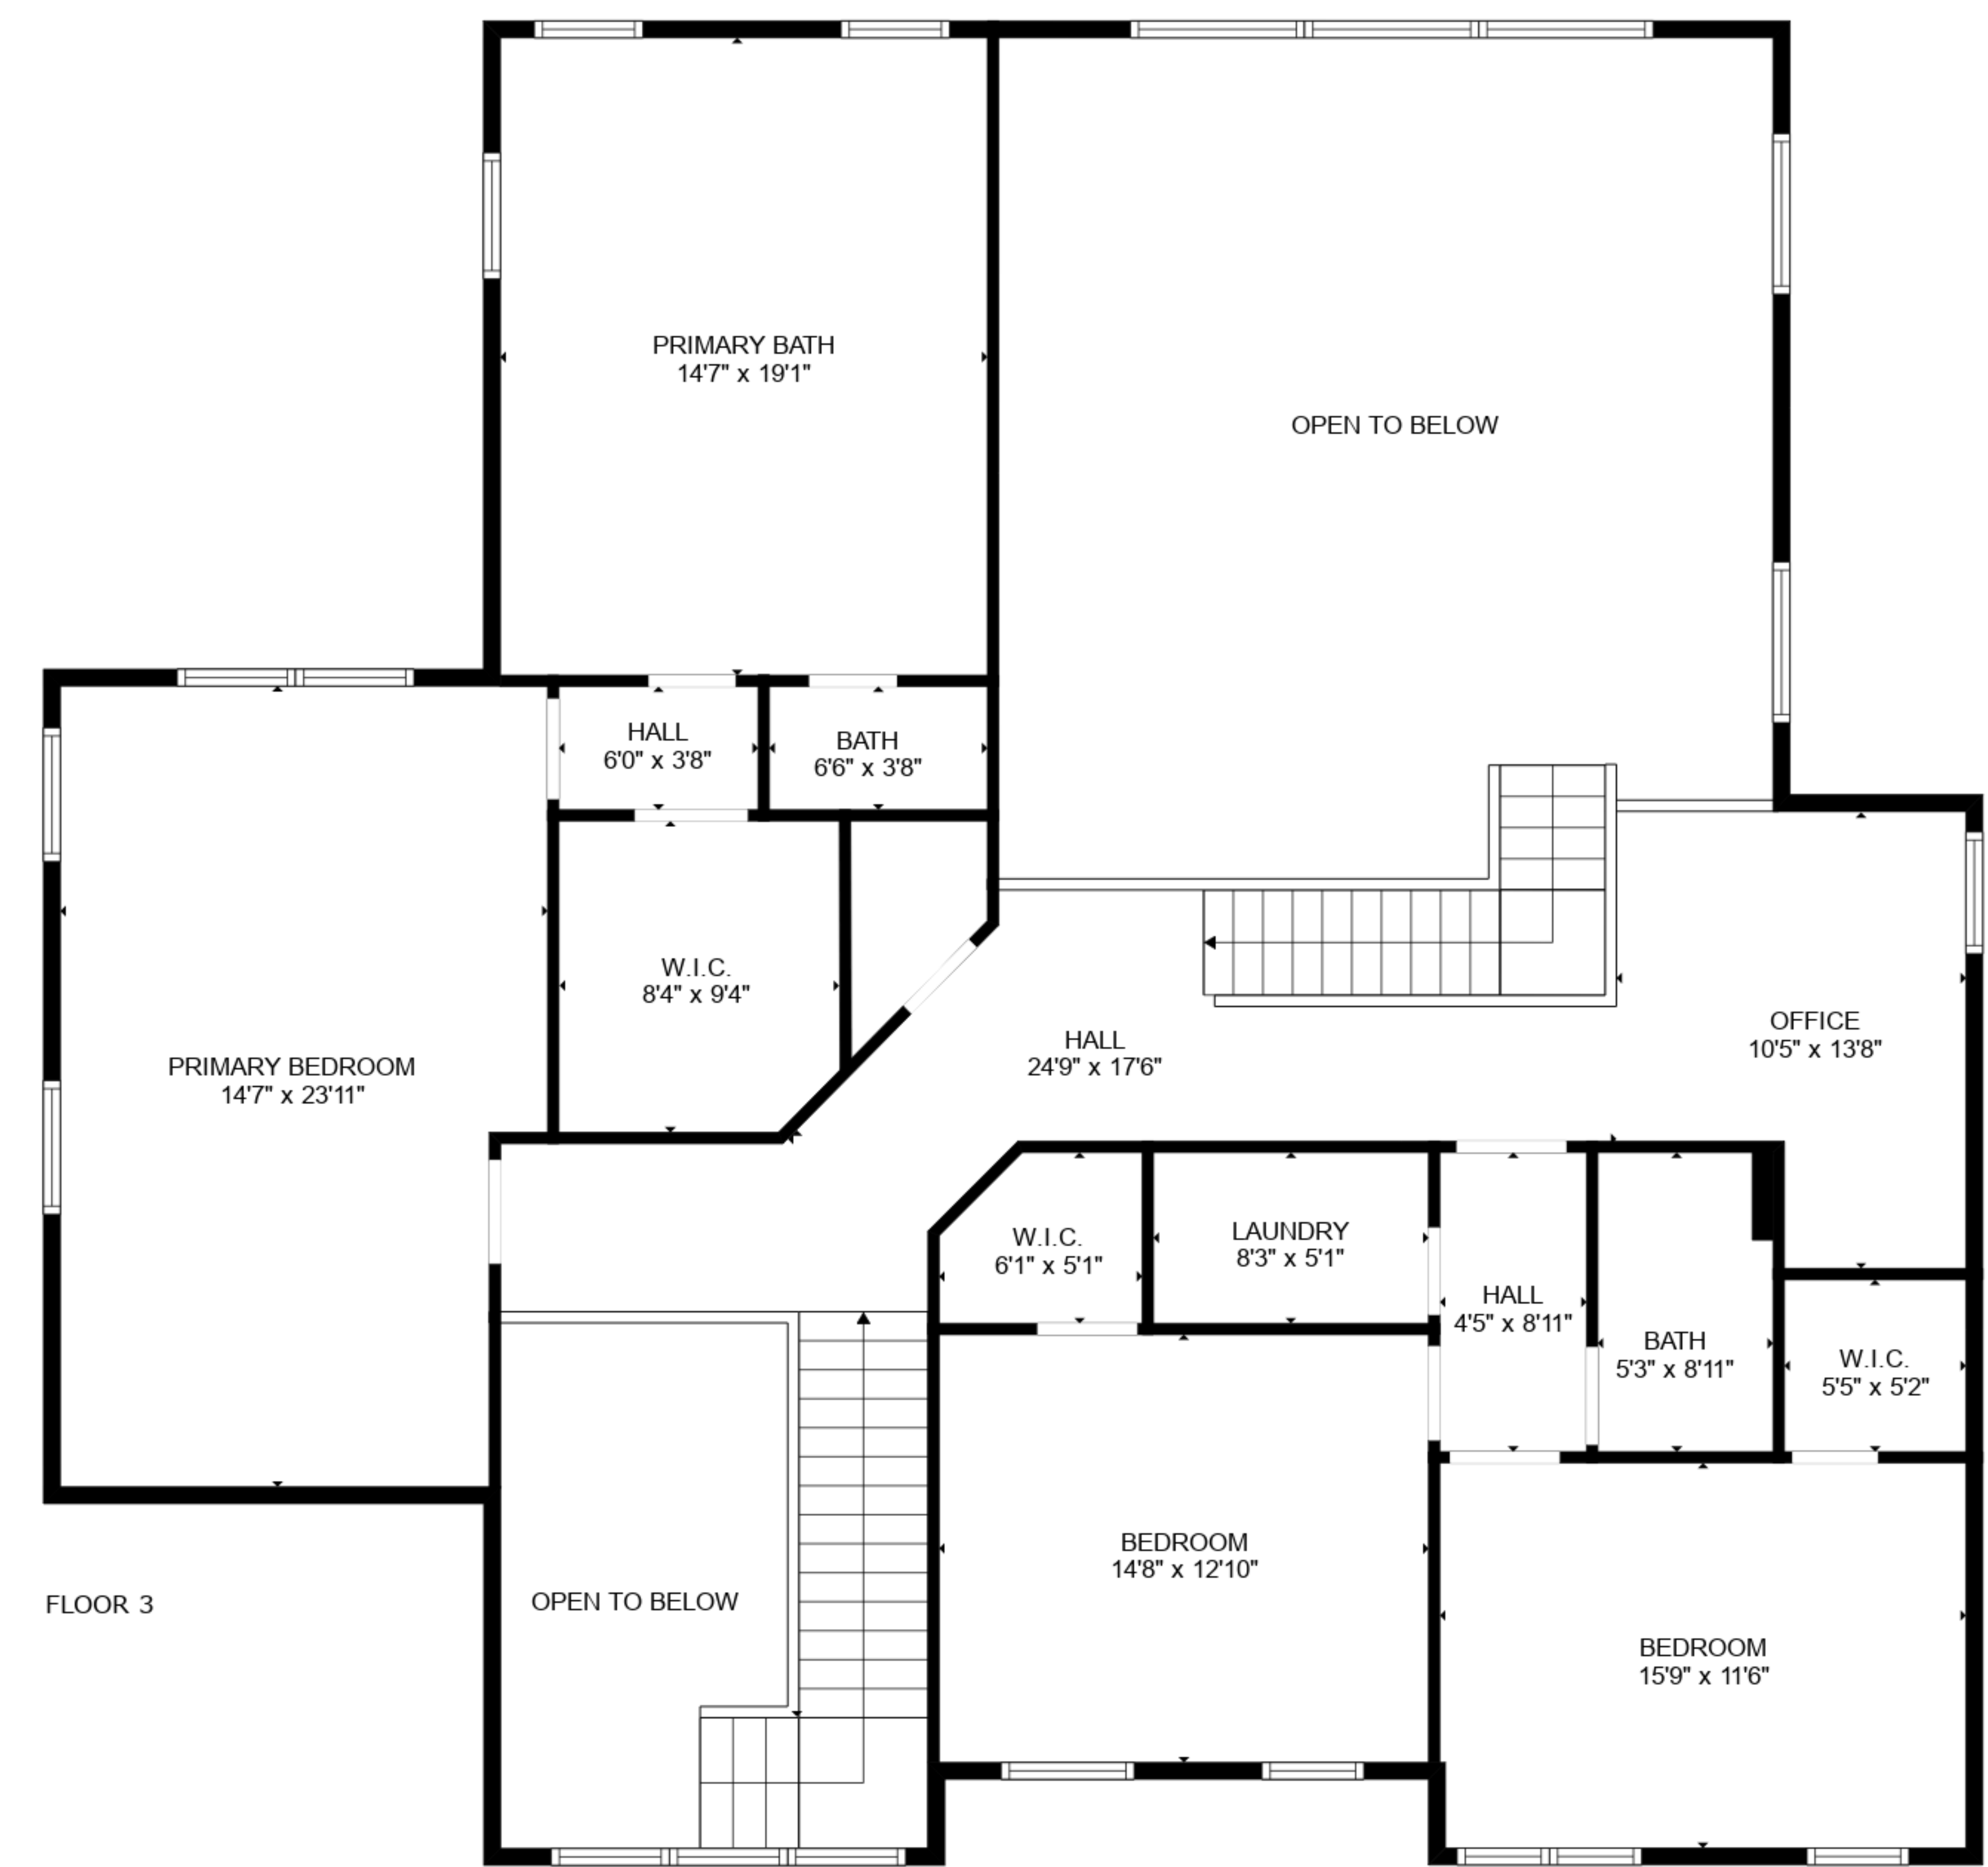 PRIMARY BATH
14'7" x 19'1"
OPEN TO BELOW
HALL
6'0" x 3'8"
BATH
6'6" x 3'8"
W.I.C.
8'4" x 9'4"
PRIMARY BEDROOM
14'7" x 23'11"
HALL
24'9" x 17'6"
OFFICE
10'5" x 13'8"
W.I.C.
6'1" x 5'1"
LAUNDRY
8'3" x 5'1"
HALL
4'5" x 8'11"
BATH
5'3" x 8'11"
W.I.C.
5'5" x 5'2"
BEDROOM
14'8" x 12'10"
OPEN TO BELOW
FLOOR 3
BEDROOM
15'9" x 11'6"